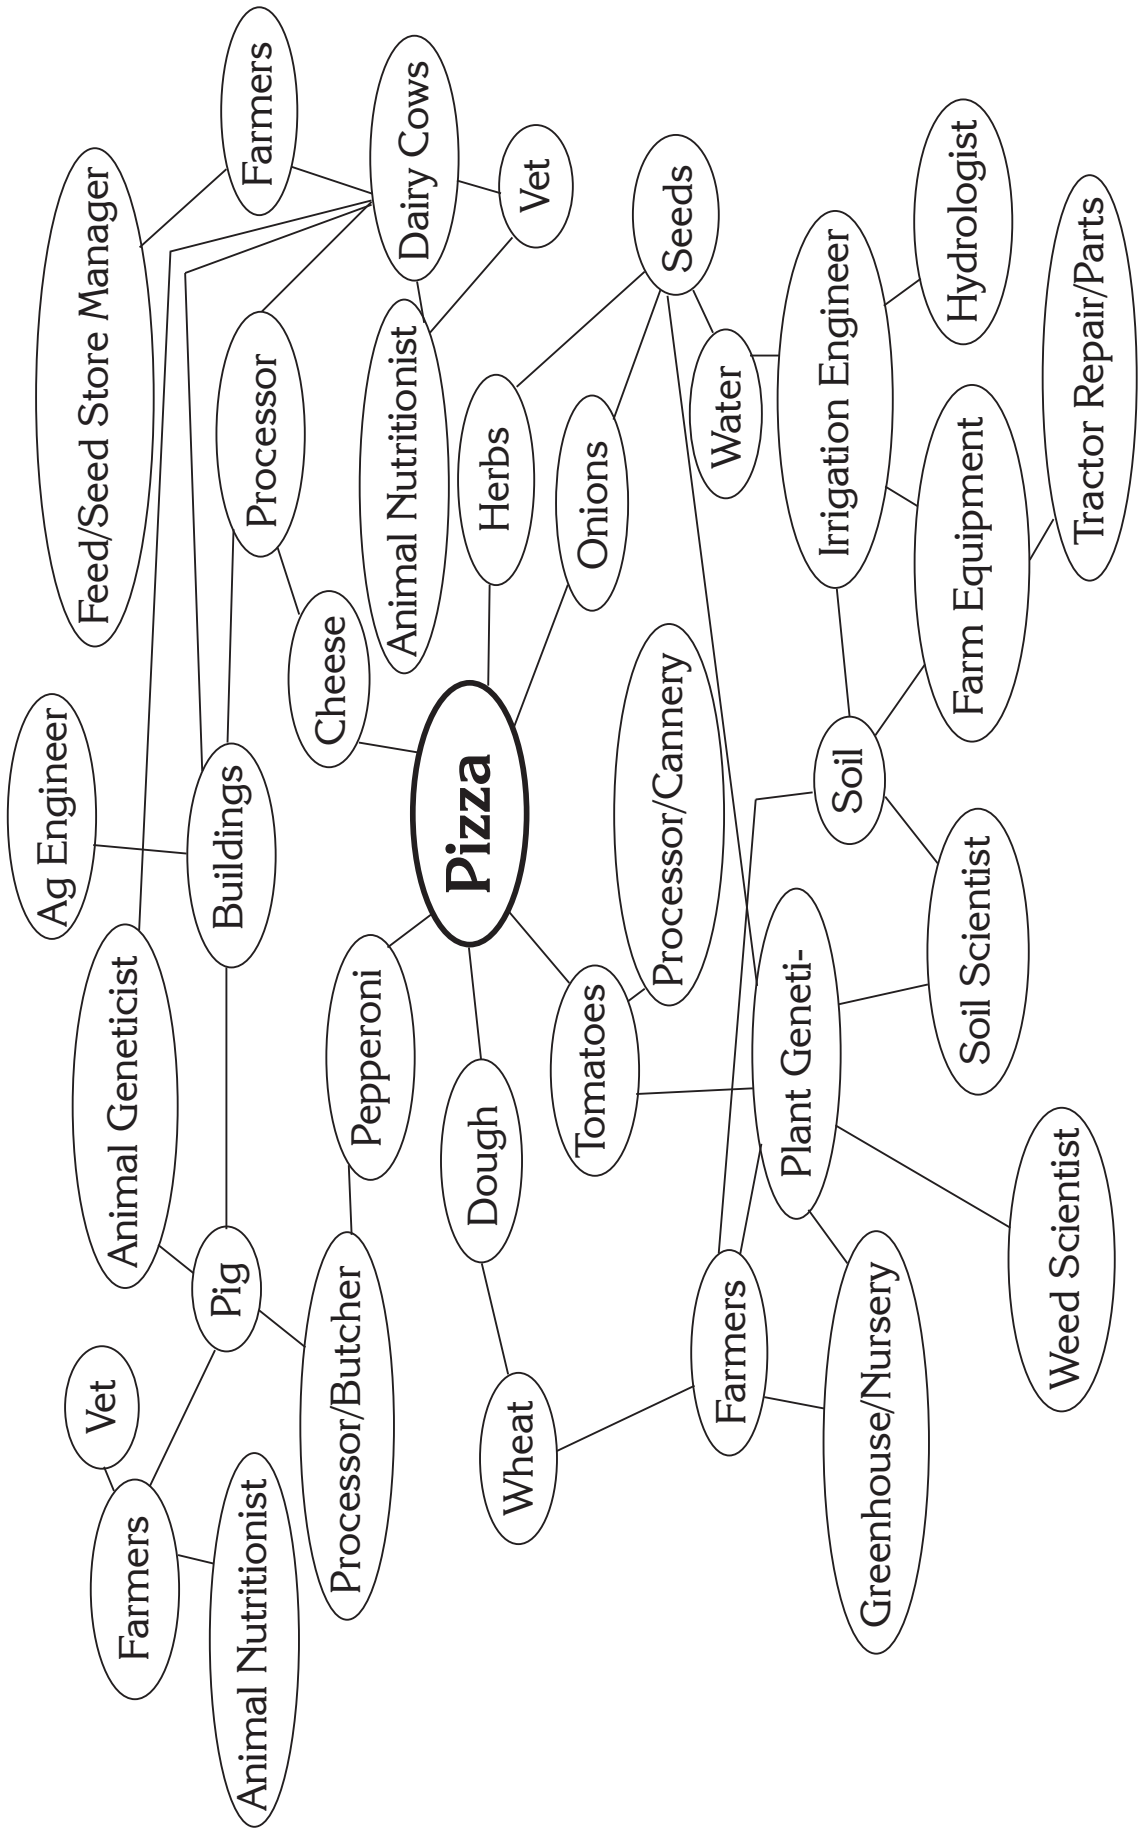 Ag Engineer
Feed/Seed Store Manager
Vet
Animal Geneticist
Farmers
Pig
Buildings
Processor
Farmers
Animal Nutritionist
Cheese
Processor/Butcher
Pepperoni
Animal Nutritionist
Dairy Cows
Pizza
Dough
Herbs
Wheat
Vet
Tomatoes
Onions
Processor/Cannery
Seeds
Farmers
Water
Plant Geneti-
Irrigation Engineer
Soil
Greenhouse/Nursery
Hydrologist
Soil Scientist
Farm Equipment
Weed Scientist
Tractor Repair/Parts